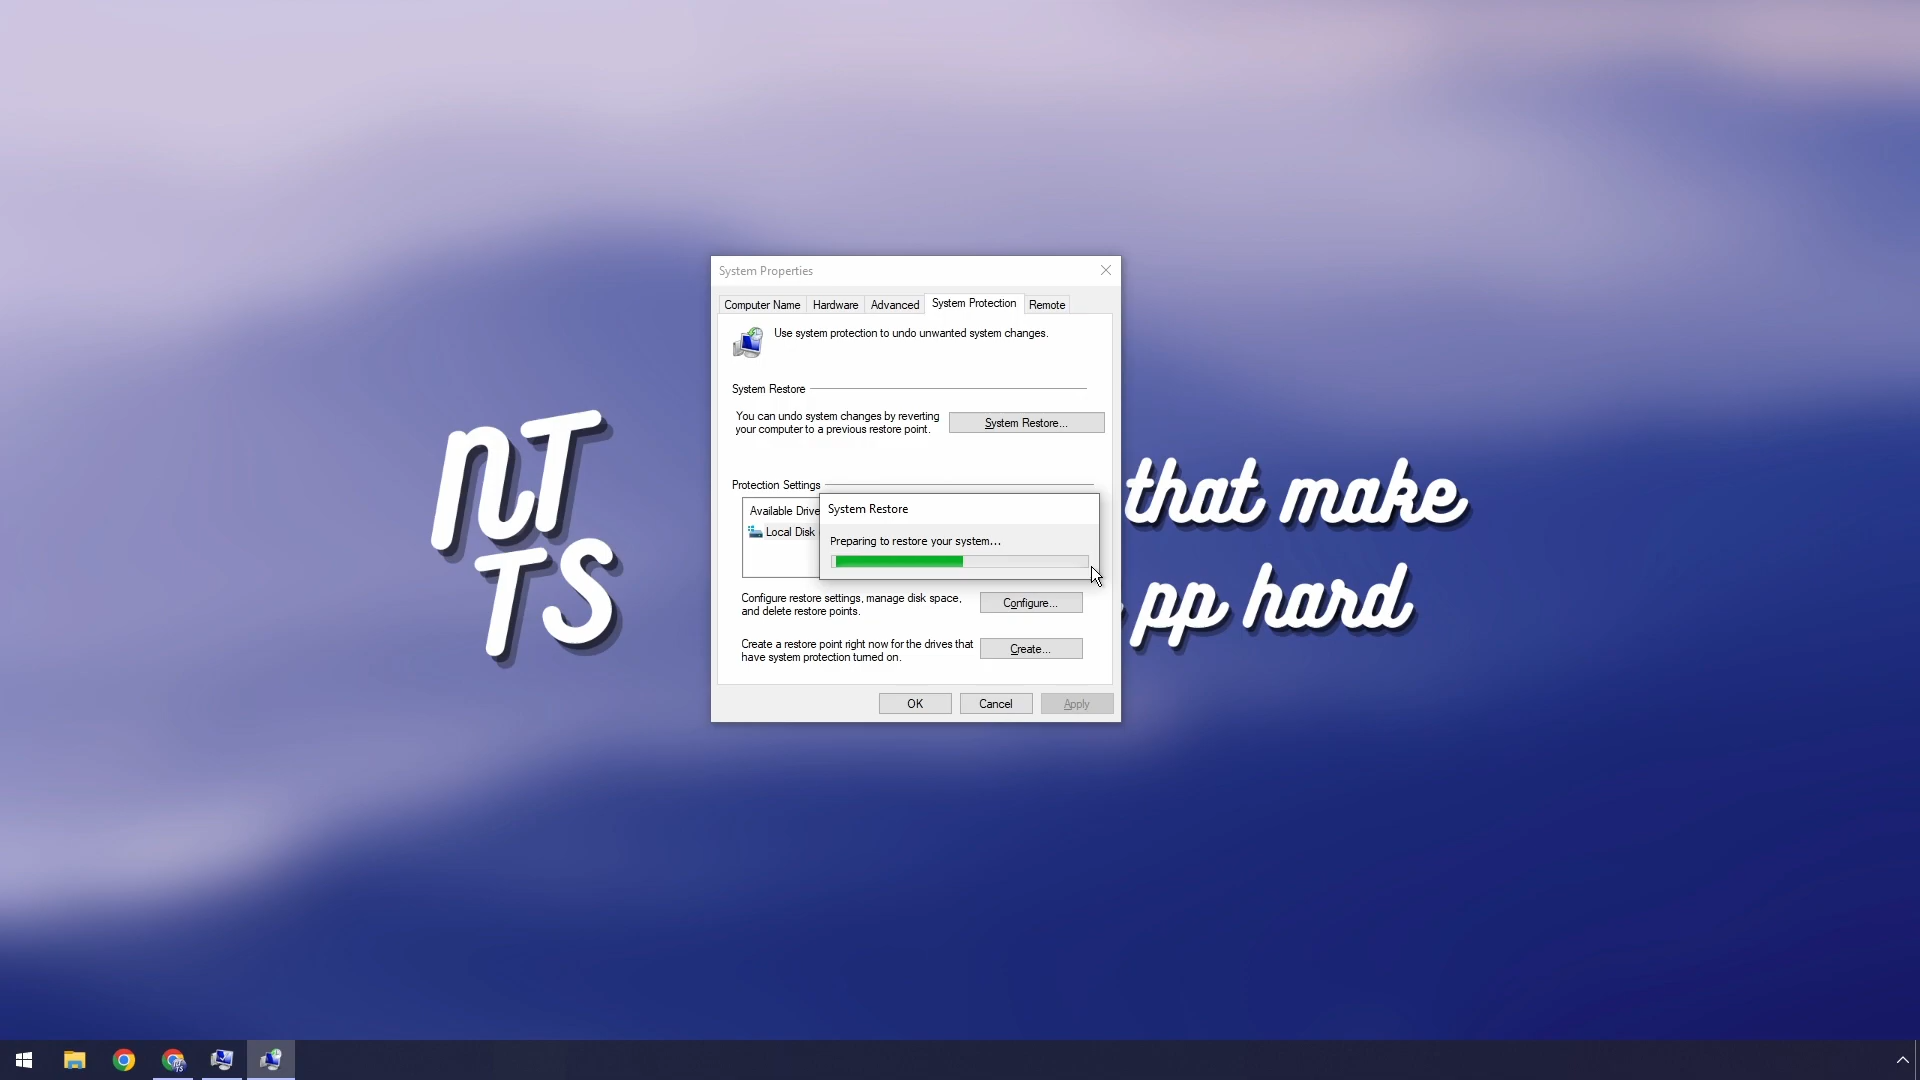 System Properties
Computer Name
Hardware
Advanced
System Protection
Remote
Use system protection to undo unwanted system changes.
System Restore
You can undo system changes by reverting
your computer to a previous restore point.
System Restore...
Protection Settings
Available Drive
Local Disk
System Restore
Preparing to restore your system...
Configure restore settings, manage disk space,
and delete restore points.
Configure...
Create a restore point right now for the drives that
have system protection turned on.
Create...
OK
Cancel
Apply
NT
TS
that make
pp hard